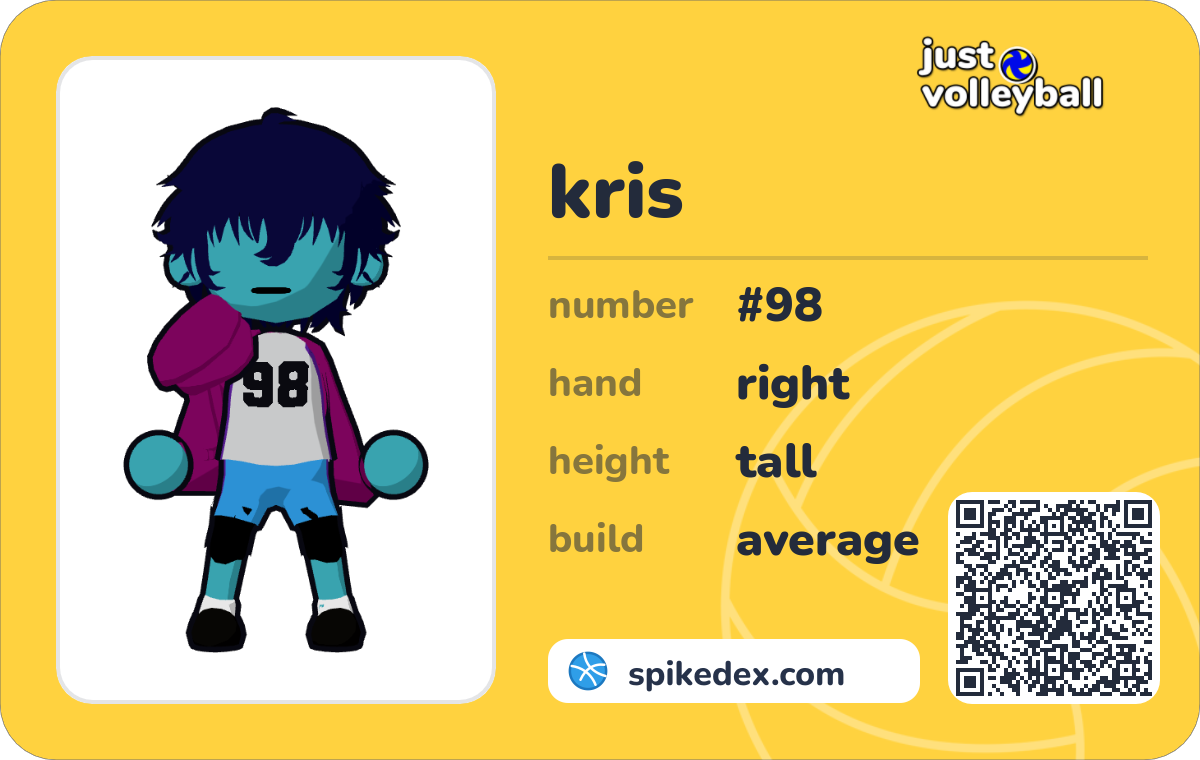 just
volleyball
kris
number #98
hand right
height tall
build average
98
spikedex.com